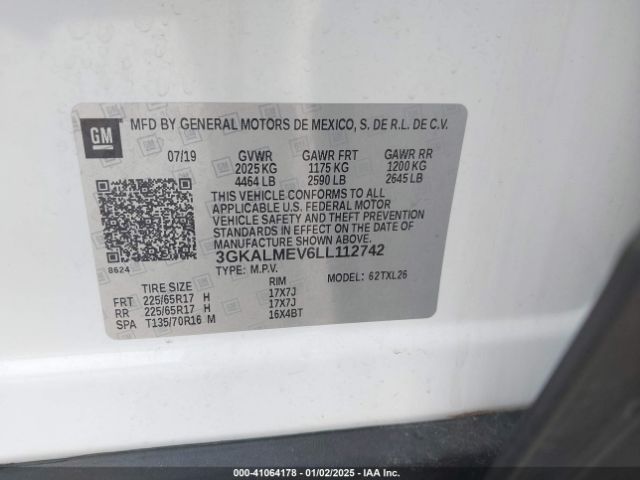 GM
MFD BY GENERAL MOTORS DE MEXICO, S. DE R.L. DE C.V.
07/19 GVWR GAWR FRT GAWR RR
2025 KG 1175 KG 1200 KG
4464 LB 2590 LB 2645 LB
THIS VEHICLE CONFORMS TO ALL
APPLICABLE U.S. FEDERAL MOTOR
VEHICLE SAFETY AND THEFT PREVENTION
STANDARDS IN EFFECT ON THE DATE OF
MANUFACTURE SHOWN ABOVE.
8624 3GKALMEV6LL112742
TYPE: M.P.V. MODEL: 62TXL26
TIRE SIZE RIM
FRT 225/65R17 H 17X7J
RR 225/65R17 H 17X7J
SPA T135/70R16 M 16X4BT
000-41064178 - 01/02/2025 - IAA Inc.